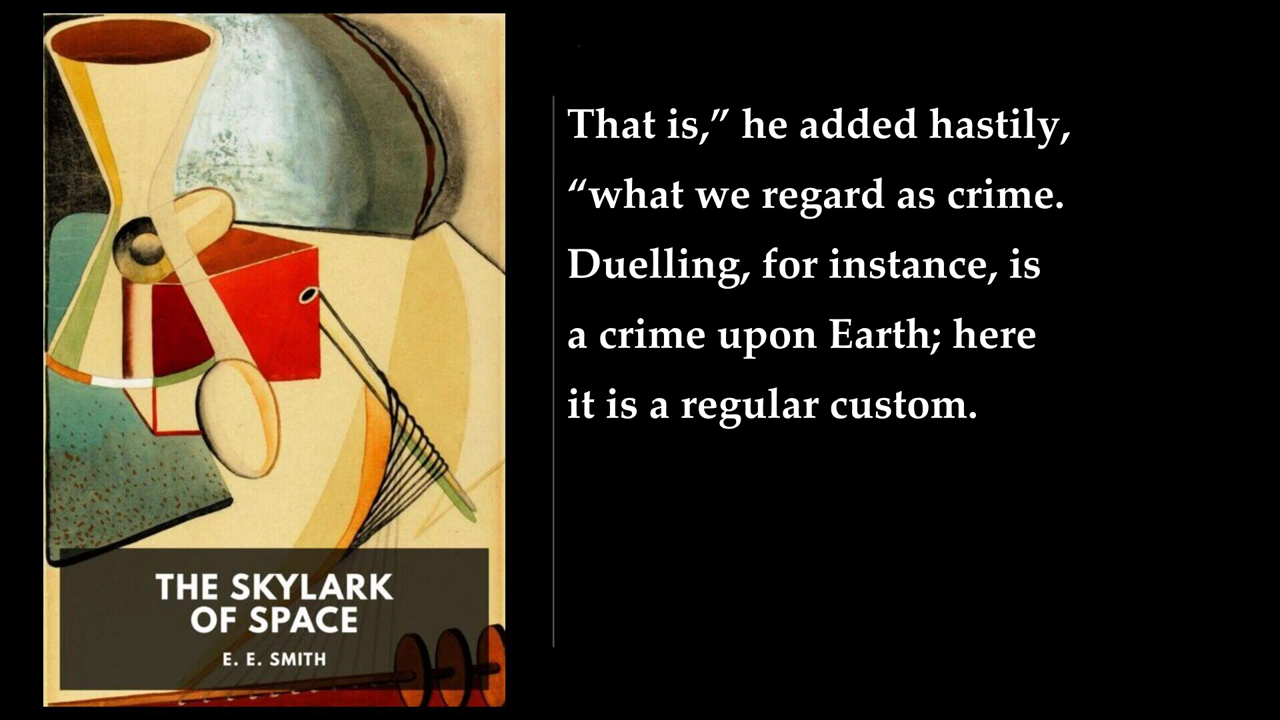 THE SKYLARK
OF SPACE
E. E. SMITH
That is,” he added hastily,
“what we regard as crime.
Duelling, for instance, is
a crime upon Earth; here
it is a regular custom.